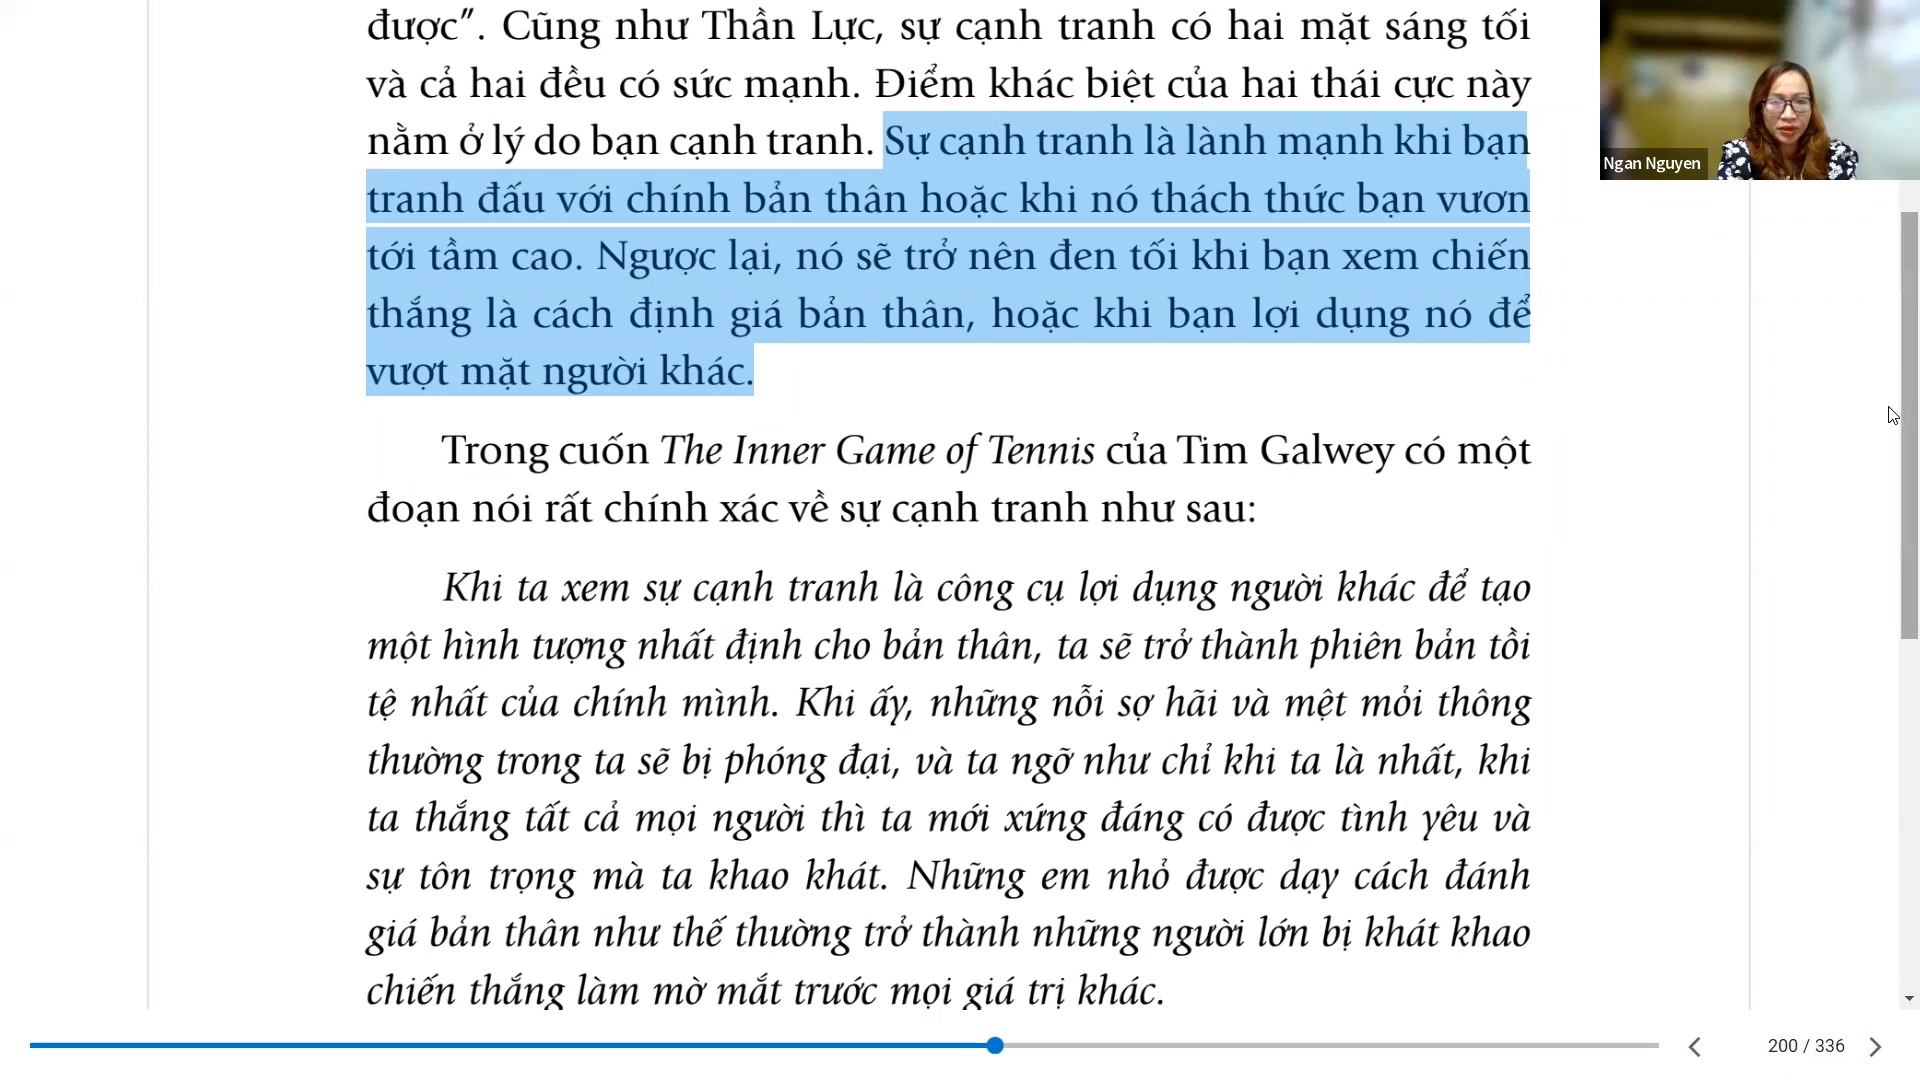 được”. Cũng như Thần Lực, sự cạnh tranh có hai mặt sáng tối
và cả hai đều có sức mạnh. Điểm khác biệt của hai thái cực này
nằm ở lý do bạn cạnh tranh. Sự cạnh tranh là lành mạnh khi bạn
tranh đấu với chính bản thân hoặc khi nó thách thức bạn vươn
tới tầm cao. Ngược lại, nó sẽ trở nên đen tối khi bạn xem chiến
thắng là cách định giá bản thân, hoặc khi bạn lợi dụng nó để
vượt mặt người khác.
Trong cuốn The Inner Game of Tennis của Tim Galwey có một
đoạn nói rất chính xác về sự cạnh tranh như sau:
Khi ta xem sự cạnh tranh là công cụ lợi dụng người khác để tạo
một hình tượng nhất định cho bản thân, ta sẽ trở thành phiên bản tồi
tệ nhất của chính mình. Khi ấy, những nỗi sợ hãi và mệt mỏi thông
thường trong ta sẽ bị phóng đại, và ta ngỡ như chỉ khi ta là nhất, khi
ta thắng tất cả mọi người thì ta mới xứng đáng có được tình yêu và
sự tôn trọng mà ta khao khát. Những em nhỏ được dạy cách đánh
giá bản thân như thế thường trở thành những người lớn bị khát khao
chiến thắng làm mờ mắt trước mọi giá trị khác.
Ngan Nguyen
200 / 336